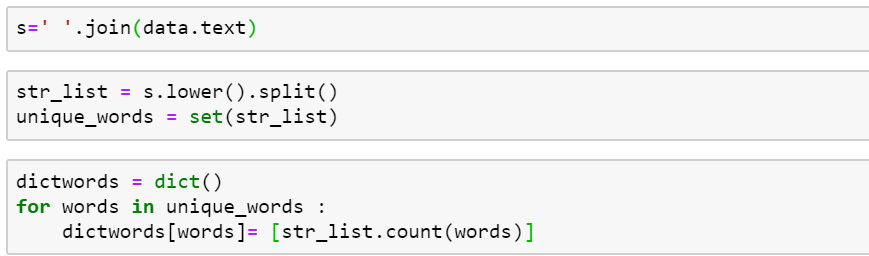 s=' '.join(data.text)
str_list = s.lower().split()
unique_words = set(str_list)
dictwords = dict()
for words in unique_words :
    dictwords[words]= [str_list.count(words)]